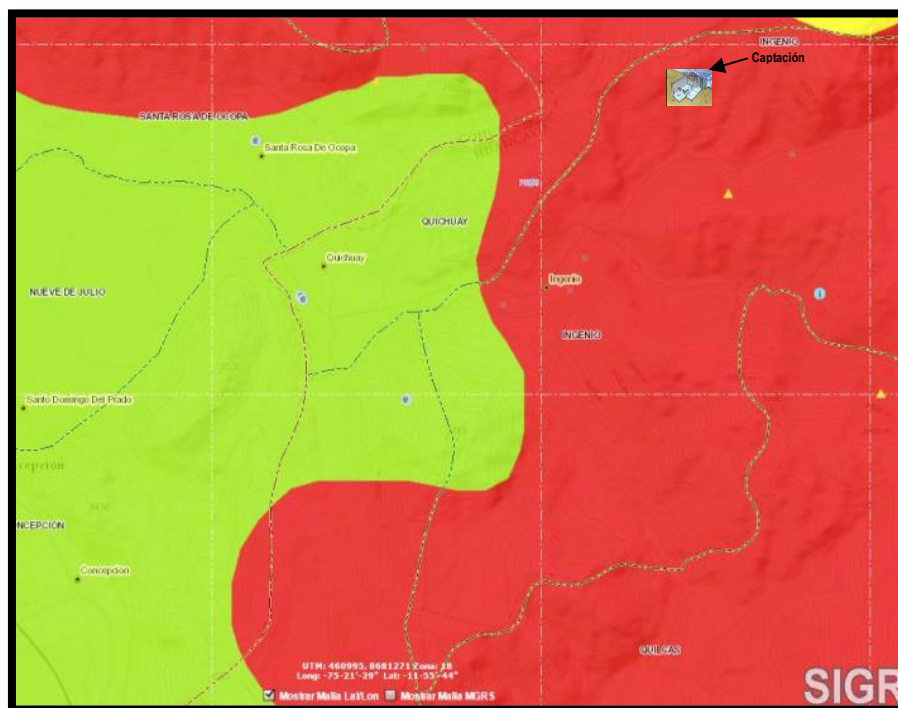 INGENIO
Captación
SANTA ROSA DE OCOPA
Santa Rosa De Ocopa
QUICHUAY
Quichuay
Ingenio
NUEVE DE JULIO
INGENIO
Santo Domingo Del Prado
cepción
NCEPCION
Concepcion
QUILCAS
UTM: 460995, 8681271 Zona: 18
Long: -75-21'-29" Lat: -11-55'-44"
Mostrar Malla Lat/Lon Mostrar Malla MGRS
SIGR